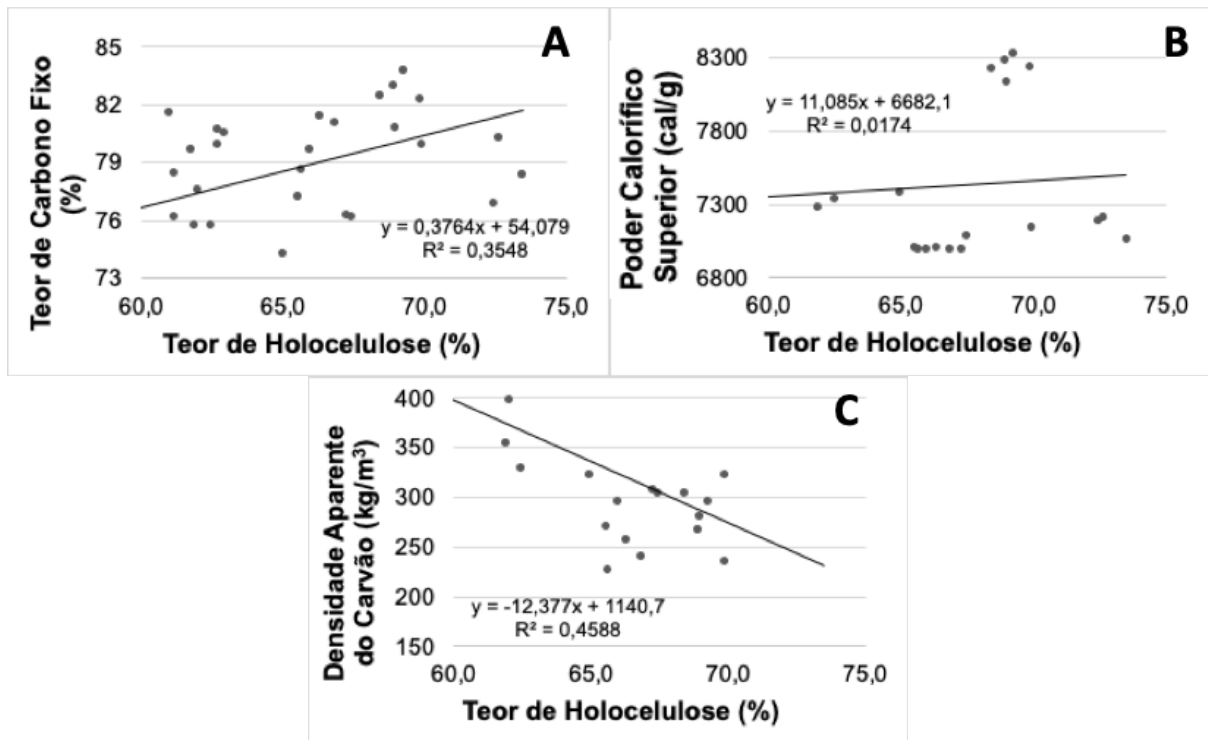 A
Teor de Carbono Fixo
(%)
85
82
79
76
73
y = 0,3764x + 54,079
R² = 0,3548
60,0 65,0 70,0 75,0
Teor de Holocelulose (%)
B
Poder Calorífico
Superior (cal/g)
8300
7800
7300
6800
y = 11,085x + 6682,1
R² = 0,0174
60,0 65,0 70,0 75,0
Teor de Holocelulose (%)
C
Densidade Aparente
do Carvão (kg/m³)
400
350
300
250
200
150
y = -12,377x + 1140,7
R² = 0,4588
60,0 65,0 70,0 75,0
Teor de Holocelulose (%)